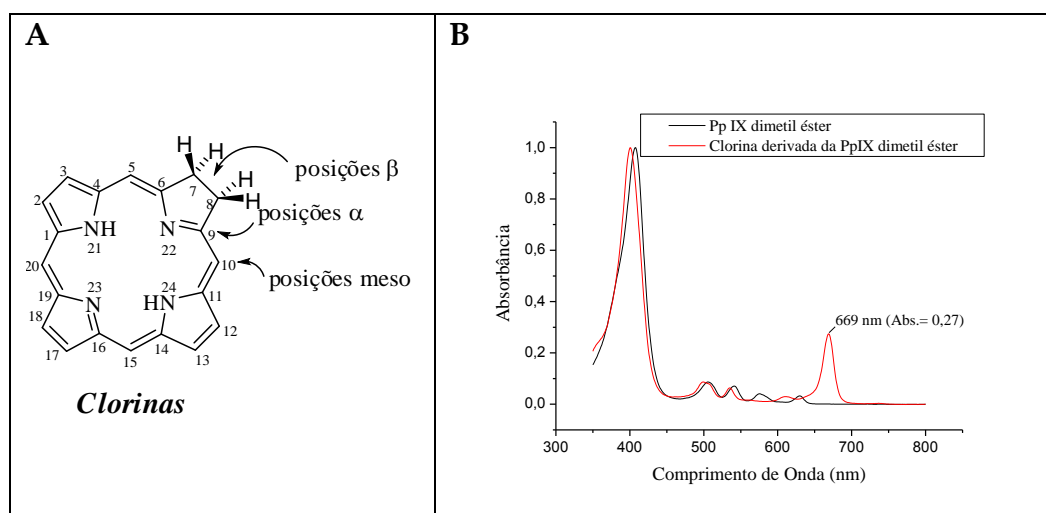 A
H
H
H
H
posições β
posições α
posições meso
1
2
3
4
5
6
7
8
9
10
11
12
13
14
15
16
17
18
19
20
NH
21
N
22
N
23
HN
24
Clorinas
B
Pp IX dimetil éster
Clorina derivada da PpIX dimetil éster
Absorbância
1,0
0,8
0,6
0,4
0,2
0,0
669 nm (Abs.= 0,27)
300 400 500 600 700 800
Comprimento de Onda (nm)